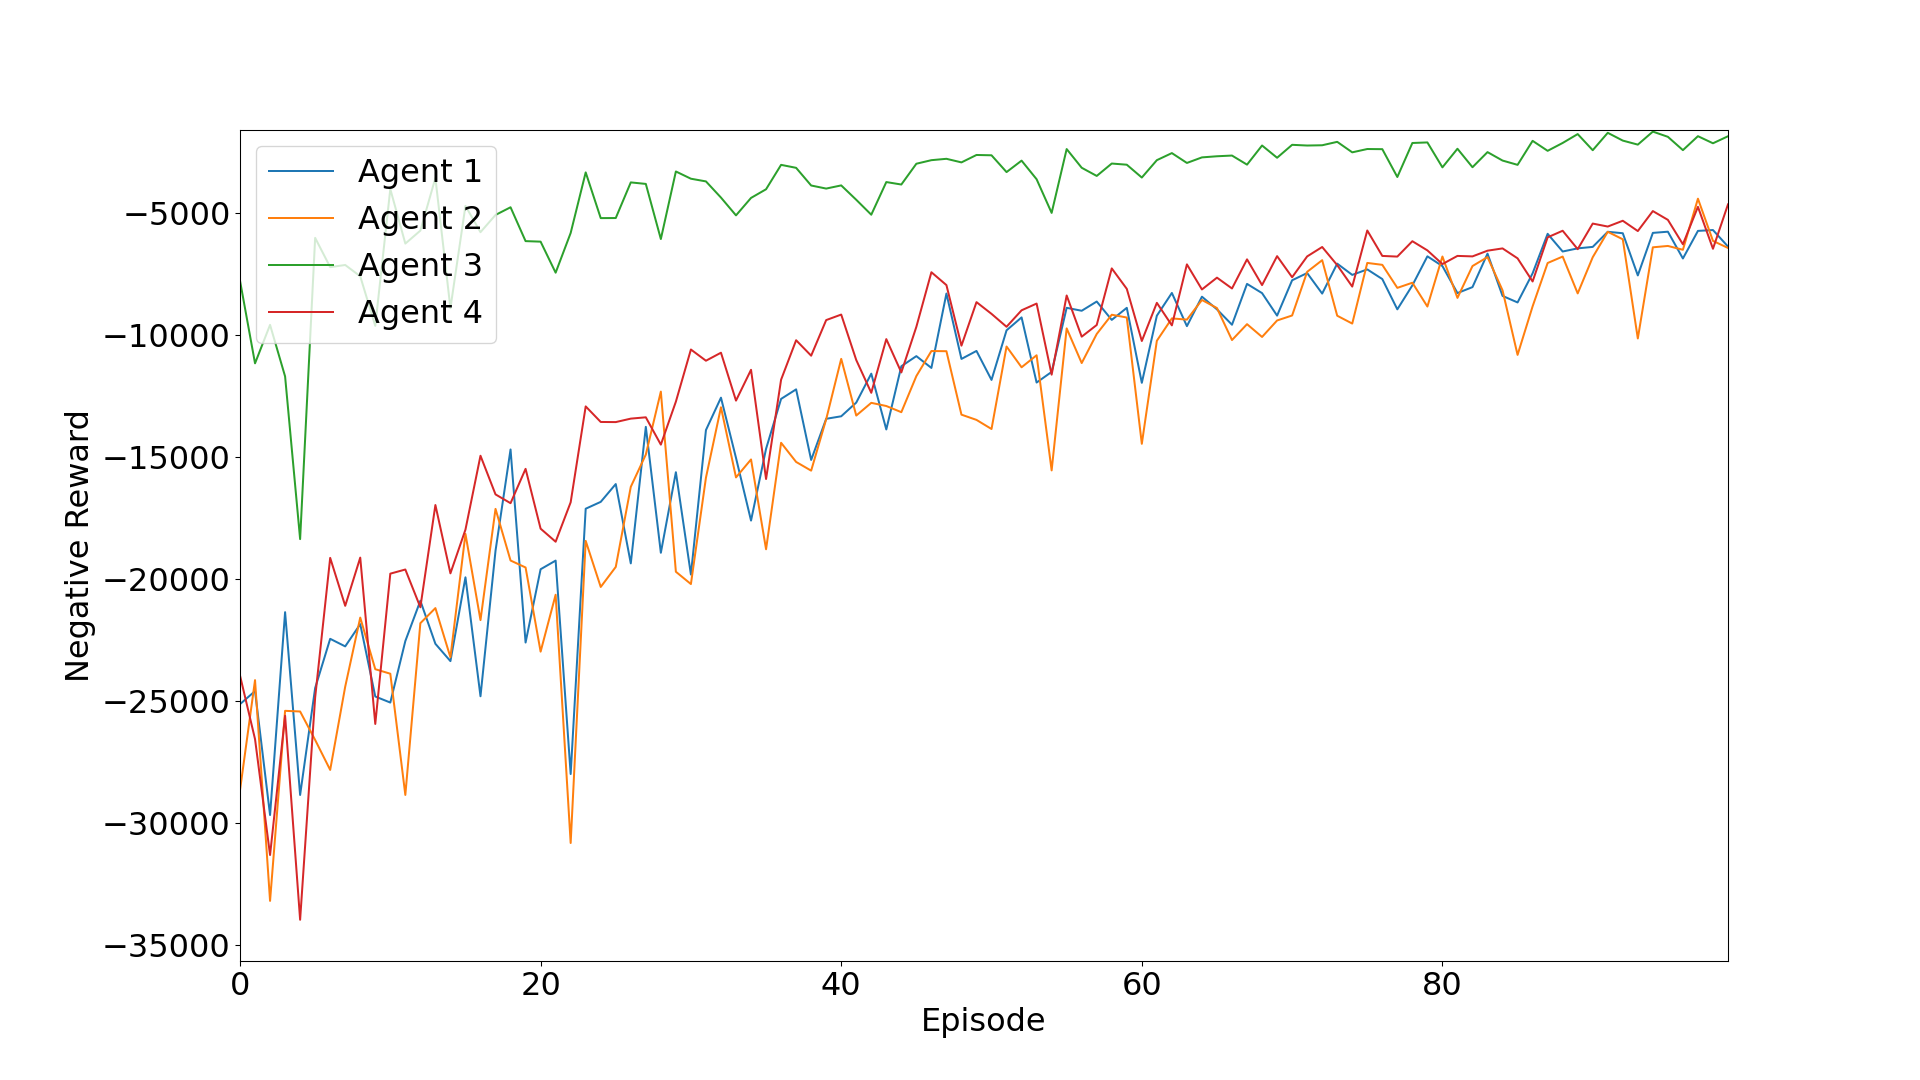 Agent 1
Agent 2
Agent 3
Agent 4
−5000
−10000
−15000
−20000
−25000
−30000
−35000
Negative Reward
0 20 40 60 80
Episode